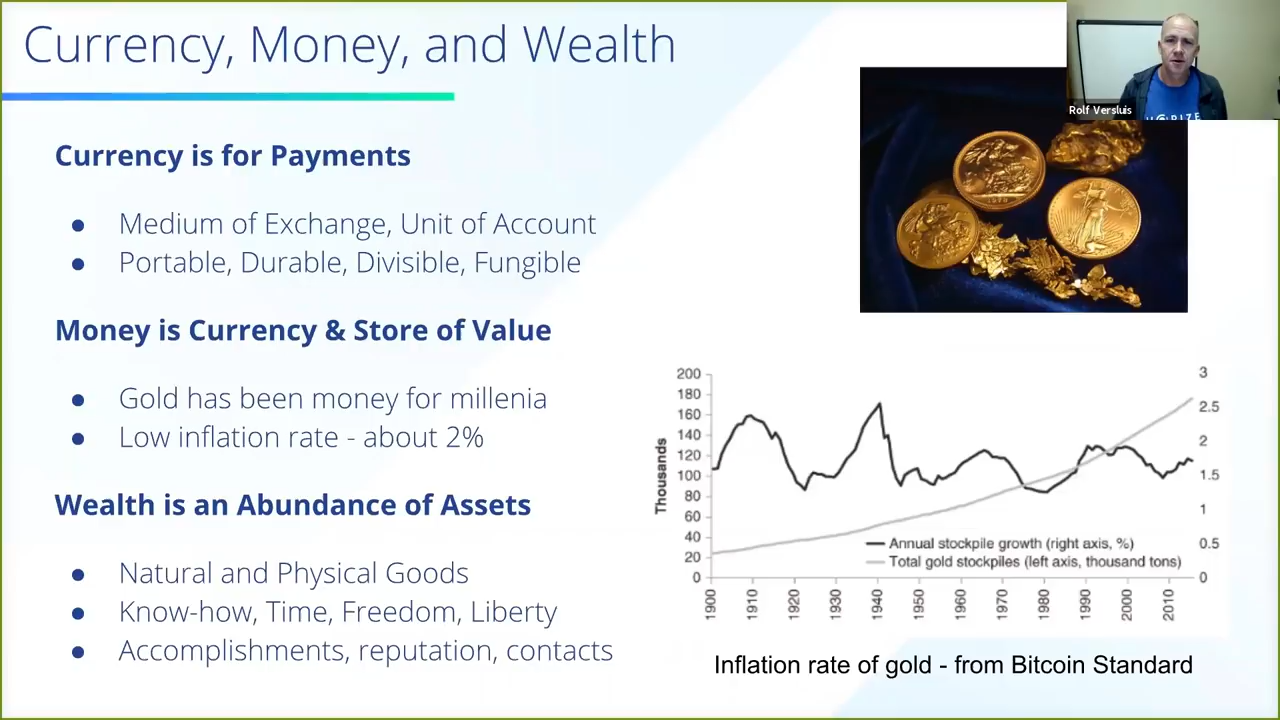 Currency, Money, and Wealth
Rolf Versluis
Currency is for Payments
● Medium of Exchange, Unit of Account
● Portable, Durable, Divisible, Fungible
Money is Currency & Store of Value
● Gold has been money for millenia
● Low inflation rate - about 2%
Wealth is an Abundance of Assets
● Natural and Physical Goods
● Know-how, Time, Freedom, Liberty
● Accomplishments, reputation, contacts
Thousands
200
180
160
140
120
100
80
60
40
20
0
3
2.5
2
1.5
1
0.5
0
Annual stockpile growth (right axis, %)
Total gold stockpiles (left axis, thousand tons)
1900 1910 1920 1930 1940 1950 1960 1970 1980 1990 2000 2010
Inflation rate of gold - from Bitcoin Standard